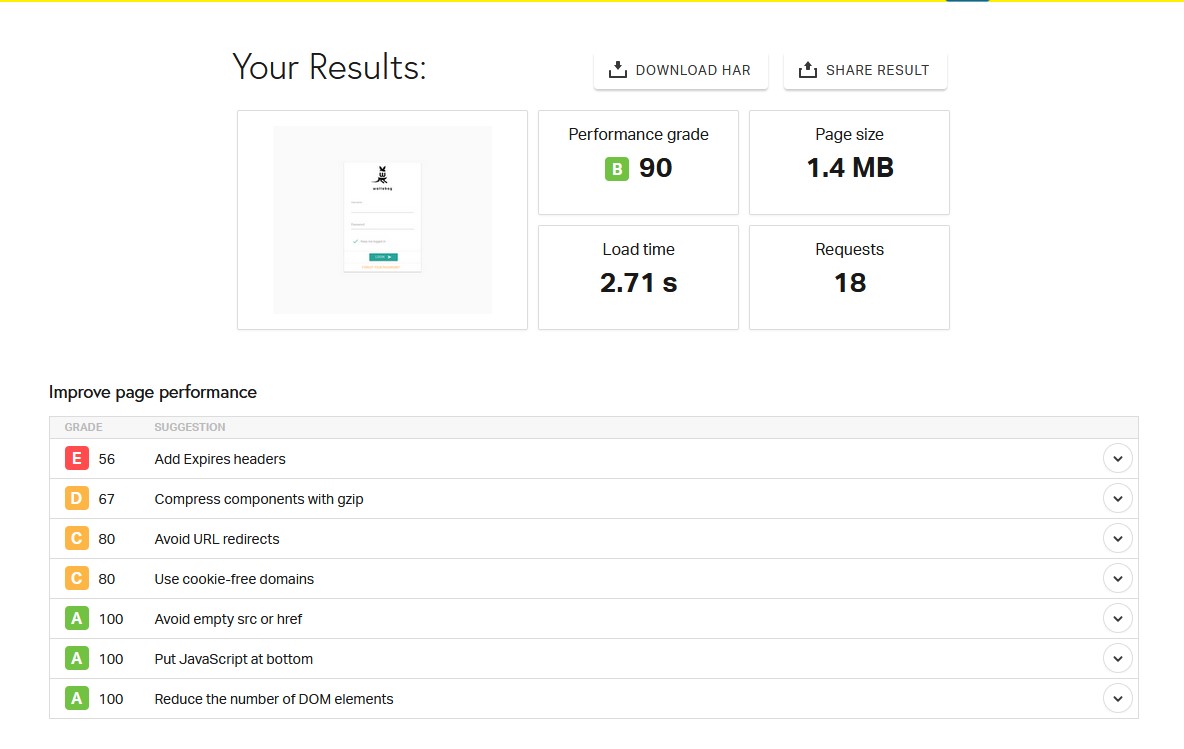 Your Results:
DOWNLOAD HAR
SHARE RESULT
wallabag
LOGIN
Performance grade
B 90
Page size
1.4 MB
Load time
2.71 s
Requests
18
Improve page performance
GRADE SUGGESTION
E 56 Add Expires headers
D 67 Compress components with gzip
C 80 Avoid URL redirects
C 80 Use cookie-free domains
A 100 Avoid empty src or href
A 100 Put JavaScript at bottom
A 100 Reduce the number of DOM elements